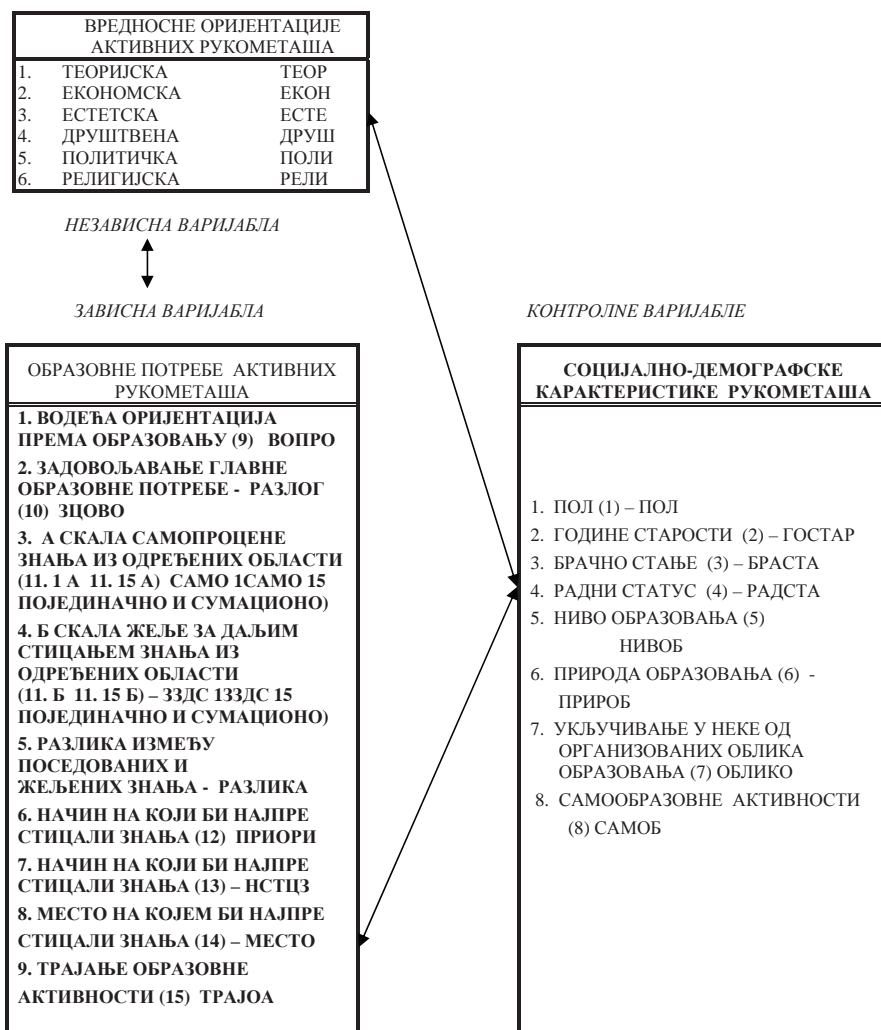 ВРЕДНОСНЕ ОРИЈЕНТАЦИЈЕ
АКТИВНИХ РУКОМЕТАША
1. ТЕОРИЈСКА ТЕОР
2. ЕКОНОМСКА ЕКОН
3. ЕСТЕТСКА ЕСТЕ
4. ДРУШТВЕНА ДРУШ
5. ПОЛИТИЧКА ПОЛИ
6. РЕЛИГИЈСКА РЕЛИ
НЕЗАВИСНА ВАРИЈАБЛА
ЗАВИСНА ВАРИЈАБЛА
ОБРАЗОВНЕ ПОТРЕБЕ АКТИВНИХ
РУКОМЕТАША
1. ВОДЕЋА ОРИЈЕНТАЦИЈА
ПРЕМА ОБРАЗОВАЊУ (9) ВОПРО
2. ЗАДОВОЉАВАЊЕ ГЛАВНЕ
ОБРАЗОВНЕ ПОТРЕБЕ - РАЗЛОГ
(10) ЗЦОВО
3. А СКАЛА САМОПРОЦЕНЕ
ЗНАЊА ИЗ ОДРЕЂЕНИХ ОБЛАСТИ
(11. 1 А 11. 15 А) САМО 1САМО 15
ПОЈЕДИНАЧНО И СУМАЦИОНО)
4. Б СКАЛА ЖЕЉЕ ЗА ДАЉИМ
СТИЦАЊЕМ ЗНАЊА ИЗ
ОДРЕЂЕНИХ ОБЛАСТИ
(11. Б 11. 15 Б) – ЗЗДС 1ЗЗДС 15
ПОЈЕДИНАЧНО И СУМАЦИОНО)
5. РАЗЛИКА ИЗМЕЂУ
ПОСЕДОВАНИХ И
ЖЕЉЕНИХ ЗНАЊА - РАЗЛИКА
6. НАЧИН НА КОЈИ БИ НАЈПРЕ
СТИЦАЛИ ЗНАЊА (12) ПРИОРИ
7. НАЧИН НА КОЈИ БИ НАЈПРЕ
СТИЦАЛИ ЗНАЊА (13) – НСТЦЗ
8. МЕСТО НА КОЈЕМ БИ НАЈПРЕ
СТИЦАЛИ ЗНАЊА (14) – МЕСТО
9. ТРАЈАЊЕ ОБРАЗОВНЕ
АКТИВНОСТИ (15) ТРАЈОА
КОНТРОЛNЕ ВАРИЈАБЛЕ
СОЦИЈАЛНО-ДЕМОГРАФСКЕ
КАРАКТЕРИСТИКЕ РУКОМЕТАША
1. ПОЛ (1) – ПОЛ
2. ГОДИНЕ СТАРОСТИ (2) – ГОСТАР
3. БРАЧНО СТАЊЕ (3) – БРАСТА
4. РАДНИ СТАТУС (4) – РАДСТА
5. НИВО ОБРАЗОВАЊА (5)
НИВОБ
6. ПРИРОДА ОБРАЗОВАЊА (6) -
ПРИРОБ
7. УКЉУЧИВАЊЕ У НЕКЕ ОД
ОРГАНИЗОВАНИХ ОБЛИКА
ОБРАЗОВАЊА (7) ОБЛИКО
8. САМООБРАЗОВНЕ АКТИВНОСТИ
(8) САМОБ